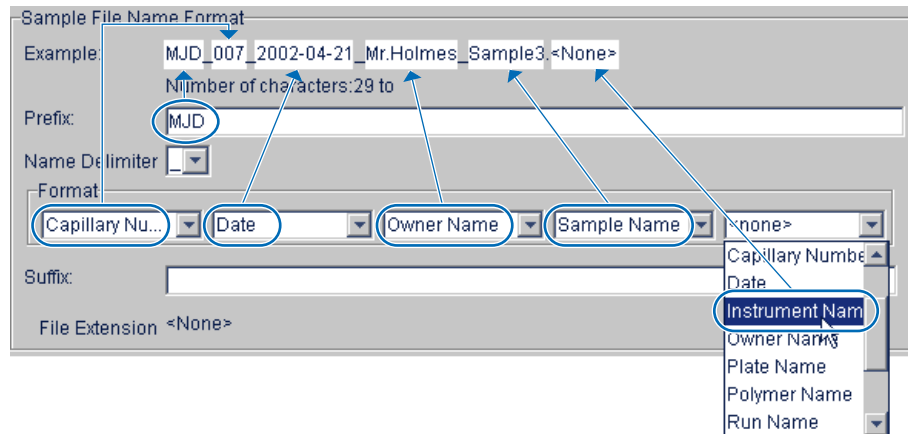 Sample File Name Format
Example: MJD_007_2002-04-21_Mr.Holmes_Sample3.<None>
Number of characters:29 to
Prefix: MJD
Name Delimiter _
Format
Capillary Nu... Date Owner Name Sample Name <none>
Capillary Numbe
Date
Suffix:
Instrument Nam
File Extension <None>
Owner Name
Plate Name
Polymer Name
Run Name